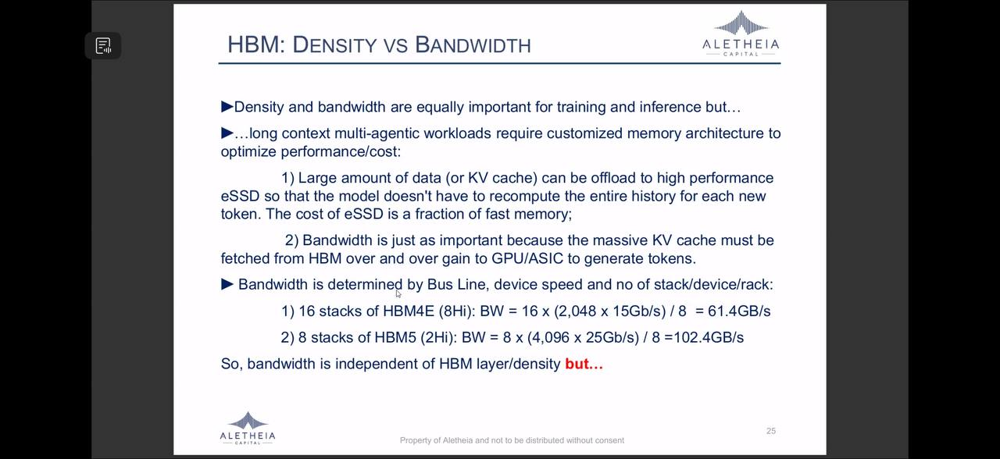 HBM: DENSITY VS BANDWIDTH
ALETHEIA
CAPITAL
▶Density and bandwidth are equally important for training and inference but…
▶…long context multi-agentic workloads require customized memory architecture to
optimize performance/cost:
1) Large amount of data (or KV cache) can be offload to high performance
eSSD so that the model doesn't have to recompute the entire history for each new
token. The cost of eSSD is a fraction of fast memory;
2) Bandwidth is just as important because the massive KV cache must be
fetched from HBM over and over gain to GPU/ASIC to generate tokens.
▶ Bandwidth is determined by Bus Line, device speed and no of stack/device/rack:
1) 16 stacks of HBM4E (8Hi): BW = 16 x (2,048 x 15Gb/s) / 8 = 61.4GB/s
2) 8 stacks of HBM5 (2Hi): BW = 8 x (4,096 x 25Gb/s) / 8 =102.4GB/s
So, bandwidth is independent of HBM layer/density but…
ALETHEIA
CAPITAL
Property of Aletheia and not to be distributed without consent
25